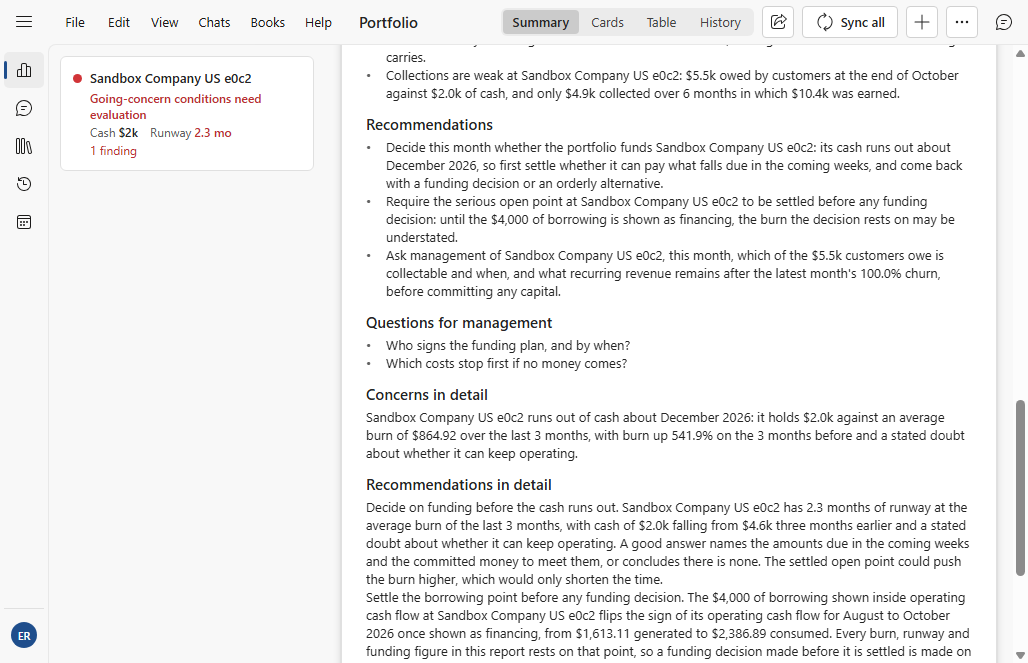 File Edit View Chats Books Help Portfolio Summary Cards Table History Sync all
Sandbox Company US e0c2
Going-concern conditions need
evaluation
Cash $2k Runway 2.3 mo
1 finding
ER
carries.
• Collections are weak at Sandbox Company US e0c2: $5.5k owed by customers at the end of October
against $2.0k of cash, and only $4.9k collected over 6 months in which $10.4k was earned.
Recommendations
• Decide this month whether the portfolio funds Sandbox Company US e0c2: its cash runs out about
December 2026, so first settle whether it can pay what falls due in the coming weeks, and come back
with a funding decision or an orderly alternative.
• Require the serious open point at Sandbox Company US e0c2 to be settled before any funding
decision: until the $4,000 of borrowing is shown as financing, the burn the decision rests on may be
understated.
• Ask management of Sandbox Company US e0c2, this month, which of the $5.5k customers owe is
collectable and when, and what recurring revenue remains after the latest month's 100.0% churn,
before committing any capital.
Questions for management
• Who signs the funding plan, and by when?
• Which costs stop first if no money comes?
Concerns in detail
Sandbox Company US e0c2 runs out of cash about December 2026: it holds $2.0k against an average
burn of $864.92 over the last 3 months, with burn up 541.9% on the 3 months before and a stated doubt
about whether it can keep operating.
Recommendations in detail
Decide on funding before the cash runs out. Sandbox Company US e0c2 has 2.3 months of runway at the
average burn of the last 3 months, with cash of $2.0k falling from $4.6k three months earlier and a stated
doubt about whether it can keep operating. A good answer names the amounts due in the coming weeks
and the committed money to meet them, or concludes there is none. The settled open point could push
the burn higher, which would only shorten the time.
Settle the borrowing point before any funding decision. The $4,000 of borrowing shown inside operating
cash flow at Sandbox Company US e0c2 flips the sign of its operating cash flow for August to October
2026 once shown as financing, from $1,613.11 generated to $2,386.89 consumed. Every burn, runway and
funding figure in this report rests on that point, so a funding decision made before it is settled is made on